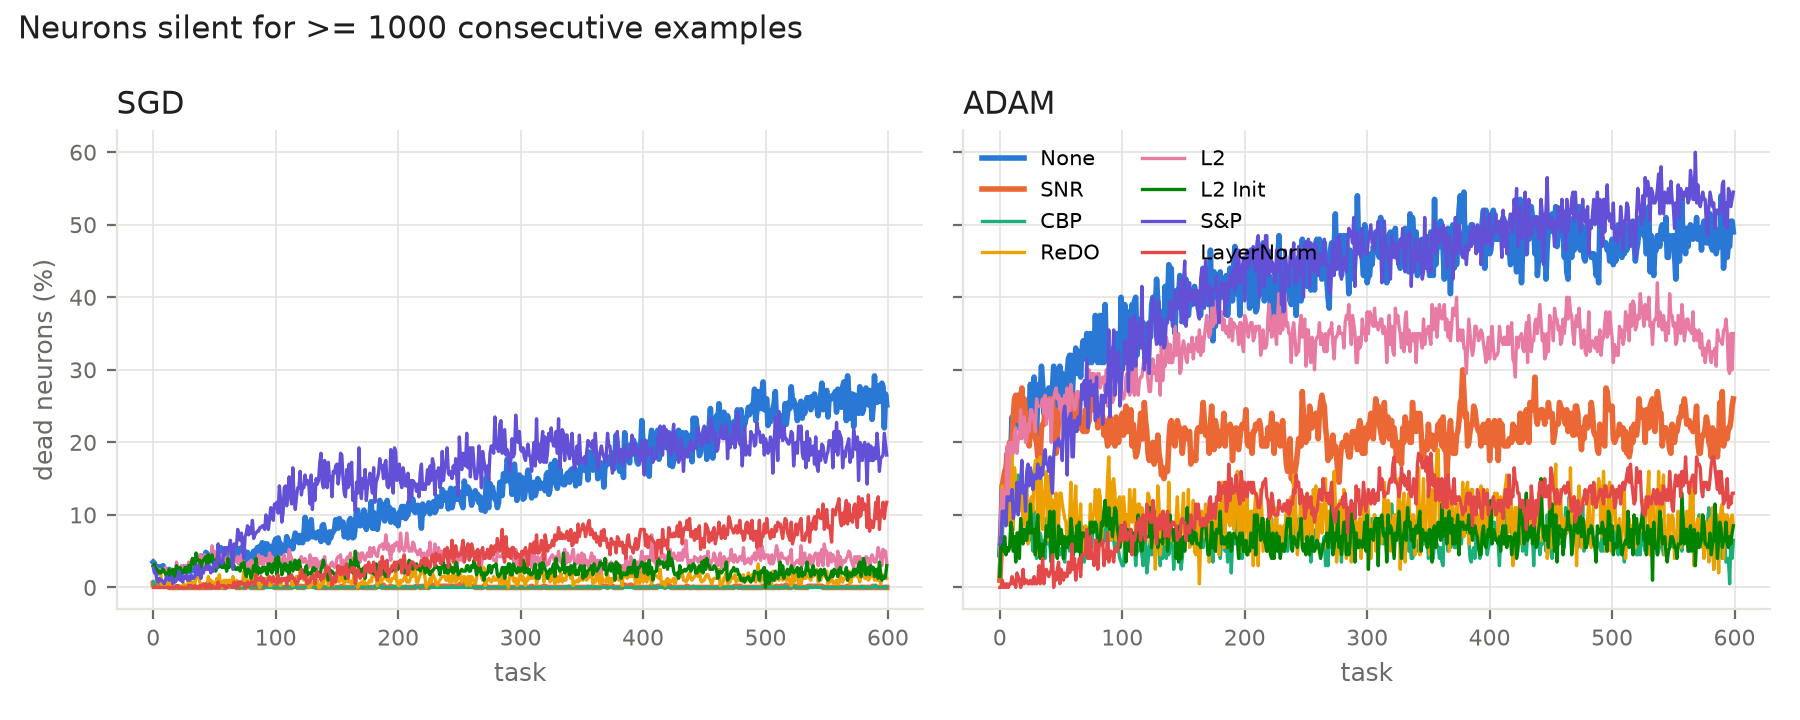 Neurons silent for >= 1000 consecutive examples
SGD
ADAM
dead neurons (%)
60
50
40
30
20
10
0
0 100 200 300 400 500 600
task
None
SNR
CBP
ReDO
L2
L2 Init
S&P
LayerNorm
0 100 200 300 400 500 600
task